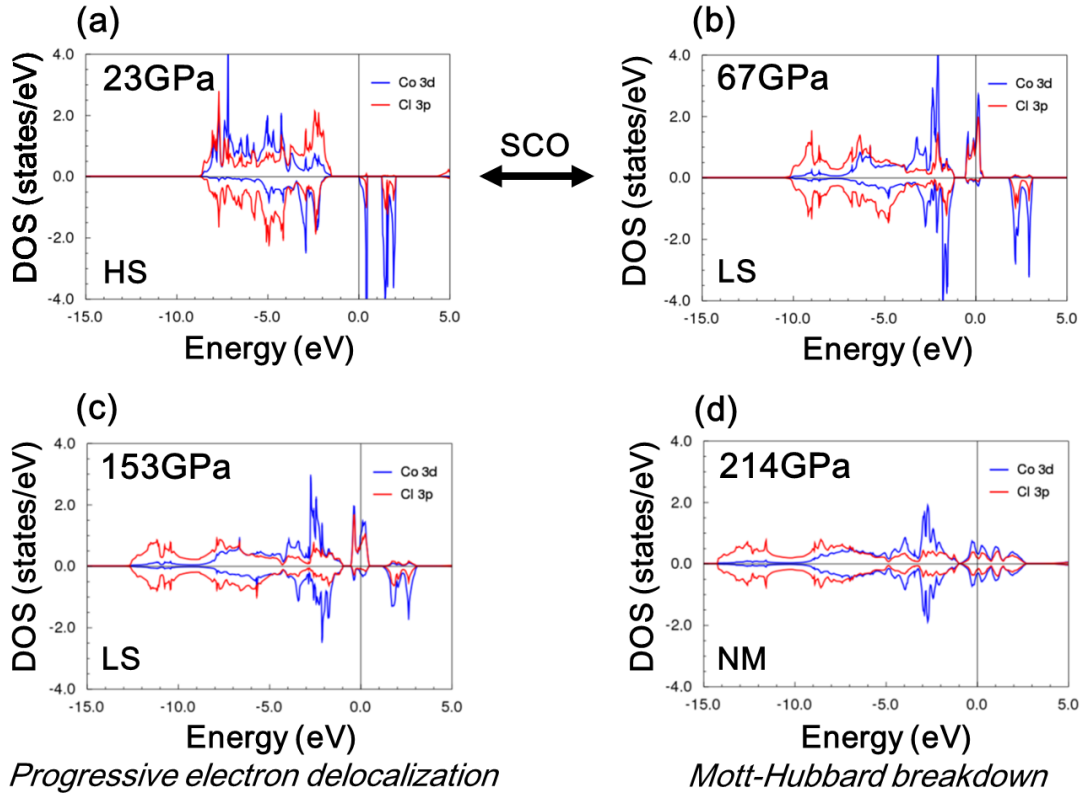 (a)
4.0
2.0
0.0
-2.0
-4.0
-15.0 -10.0 -5.0 0.0 5.0
DOS (states/eV)
23GPa
Co 3d
Cl 3p
HS
Energy (eV)
SCO
(b)
4.0
2.0
0.0
-2.0
-4.0
-15.0 -10.0 -5.0 0.0 5.0
DOS (states/eV)
67GPa
Co 3d
Cl 3p
LS
Energy (eV)
(c)
4.0
2.0
0.0
-2.0
-4.0
-15.0 -10.0 -5.0 0.0 5.0
DOS (states/eV)
153GPa
Co 3d
Cl 3p
LS
Energy (eV)
Progressive electron delocalization
(d)
4.0
2.0
0.0
-2.0
-4.0
-15.0 -10.0 -5.0 0.0 5.0
DOS (states/eV)
214GPa
Co 3d
Cl 3p
NM
Energy (eV)
Mott-Hubbard breakdown